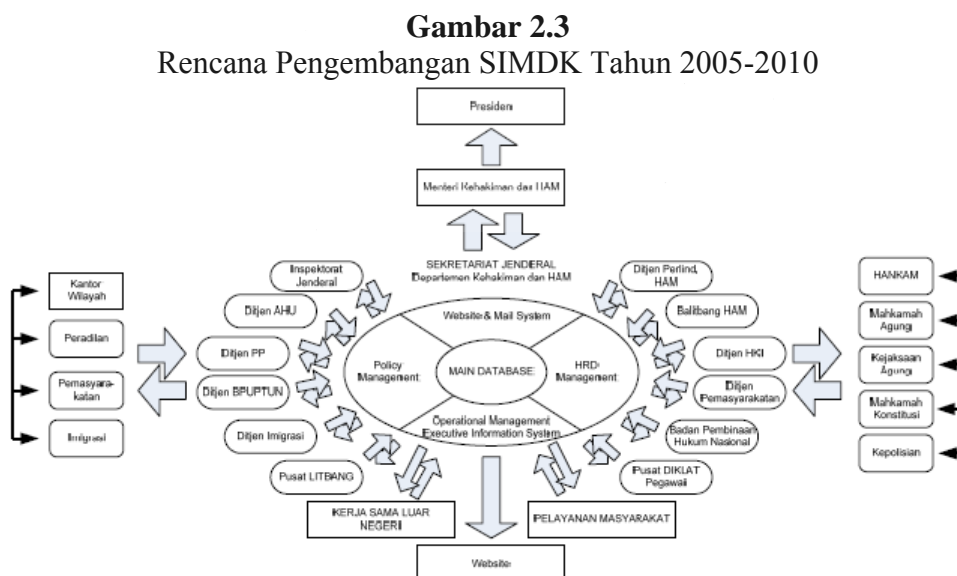 Gambar 2.3
Rencana Pengembangan SIMDK Tahun 2005-2010
Presiden
Menteri Kehakiman dan HAM
SEKRETARIAT JENDERAL
Departemen Kehakiman dan HAM
Inspektorat
Jenderal
Ditjen AHU
Ditjen PP
Ditjen BPUPTUN
Ditjen Imigrasi
Pusat LITBANG
Ditjen Perlind,
HAM
Balitbang HAM
Ditjen HKI
Ditjen
Pemasyarakatan
Badan Pembinaan
Hukum Nasional
Pusat DIKLAT
Pegawai
Website & Mail System
Policy
Management
MAIN DATABASE
HRD
Management
Operational Management
Executive Information System
Kantor
Wilayah
Peradilan
Pemasyara-
katan
Imigrasi
HANKAM
Mahkamah
Agung
Kejaksaan
Agung
Mahkamah
Konstitusi
Kepolisian
KERJA SAMA LUAR
NEGERI
PELAYANAN MASYARAKAT
Website